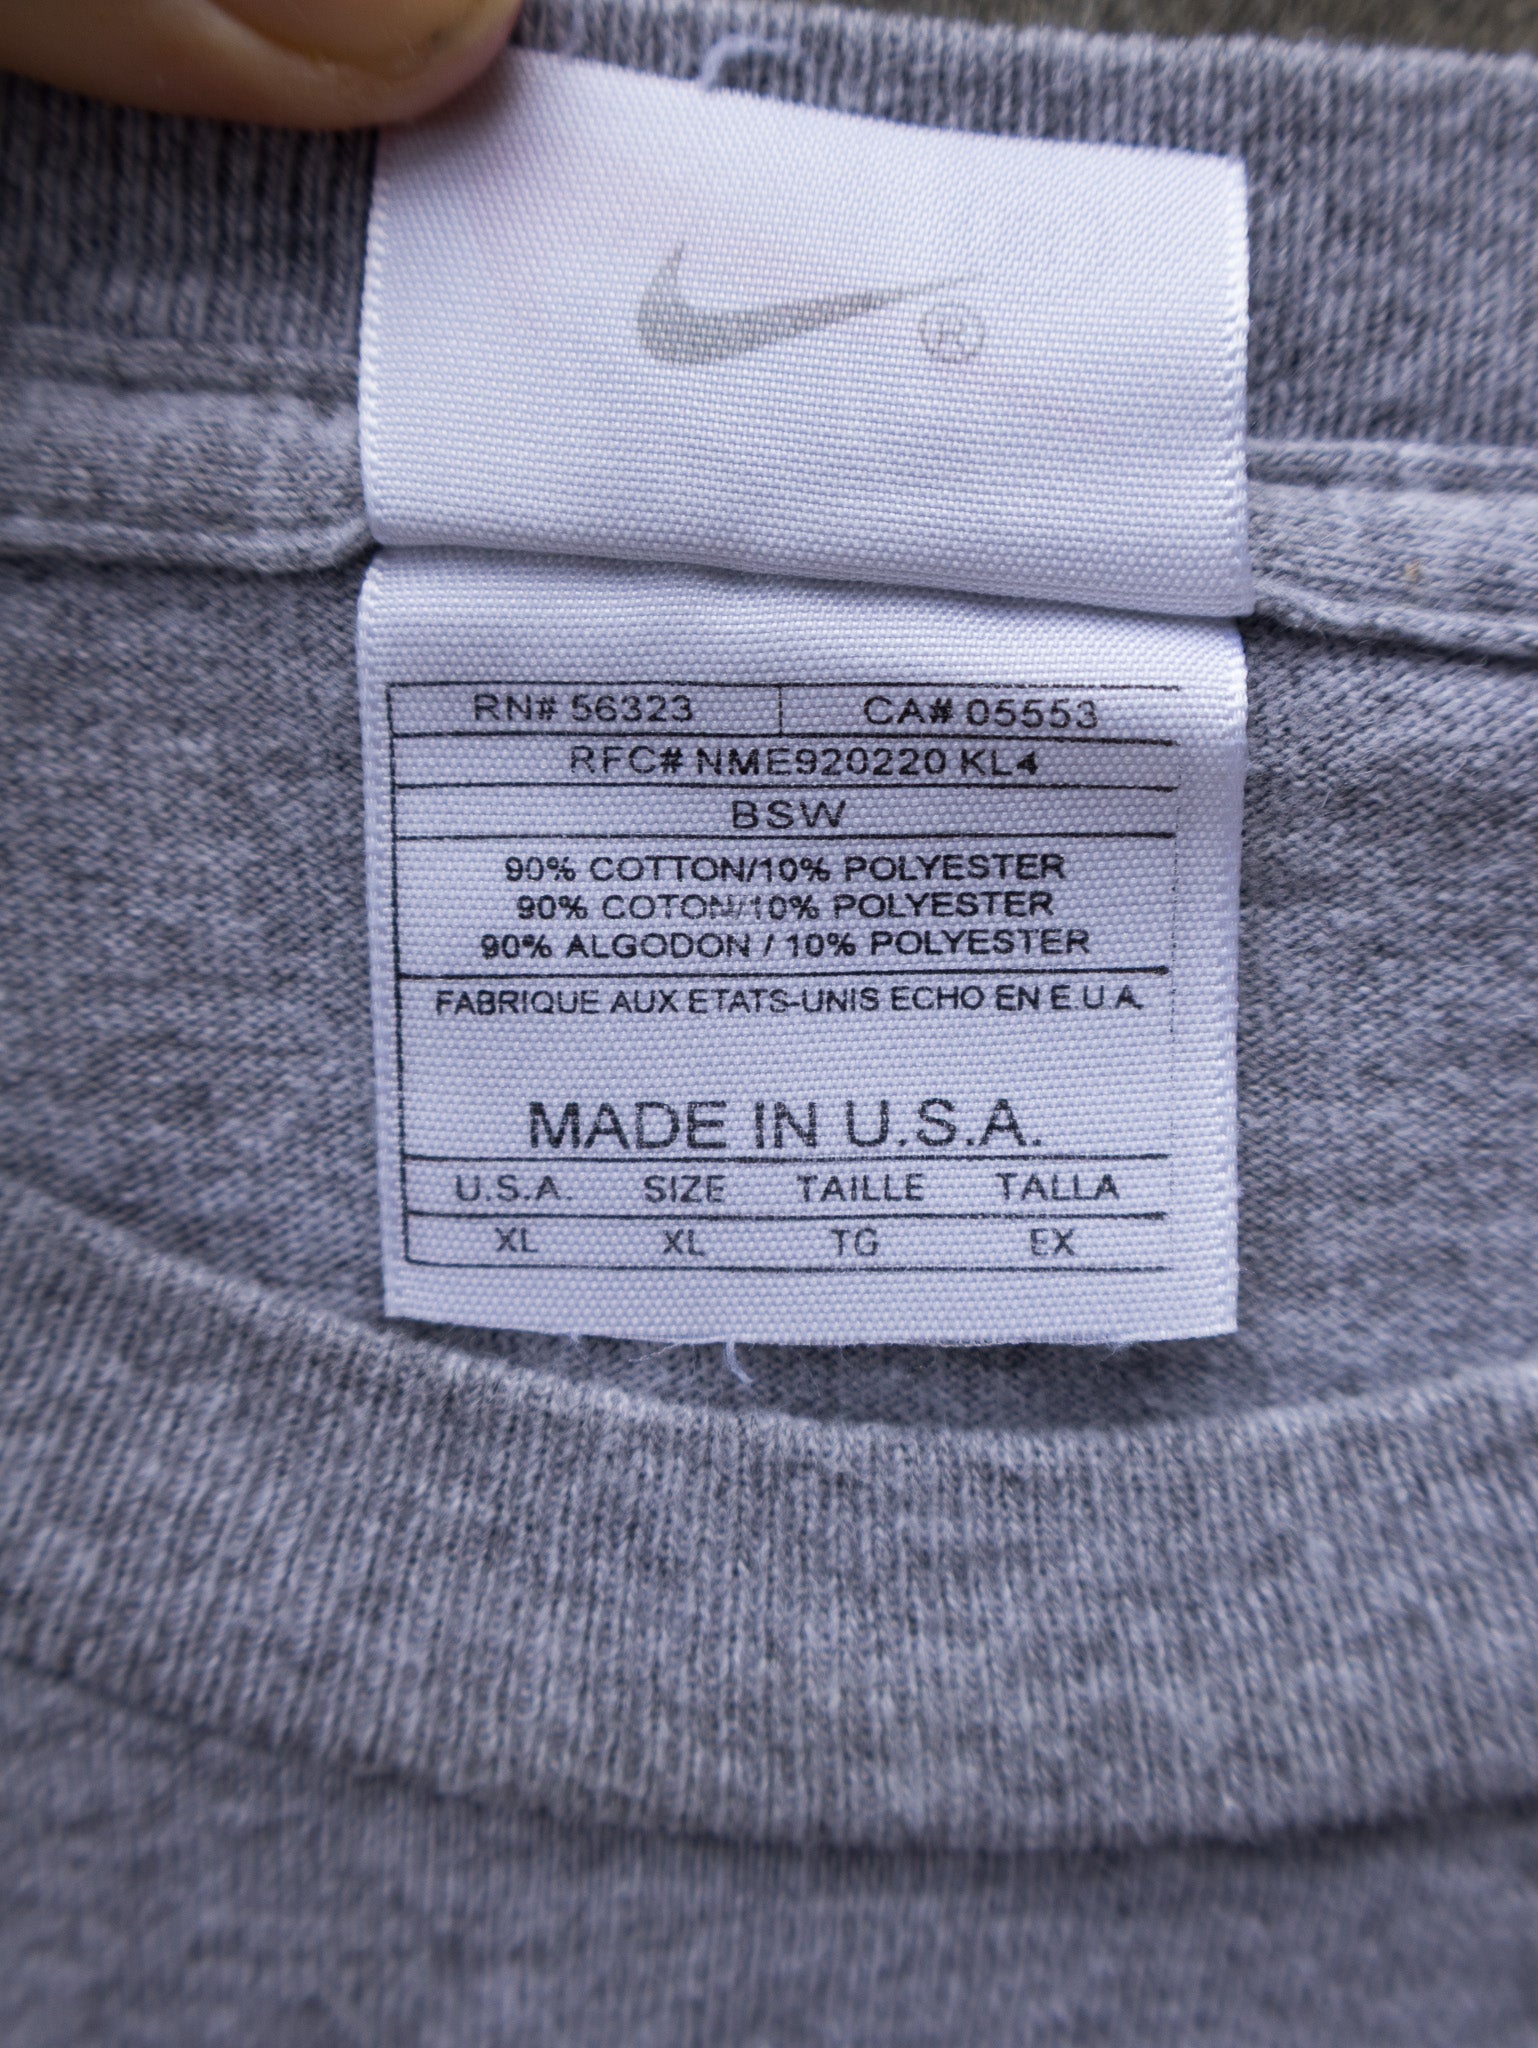 ®
RN# 56323 CA# 05553
RFC# NME920220 KL4
BSW
90% COTTON/10% POLYESTER
90% COTON/10% POLYESTER
90% ALGODON / 10% POLYESTER
FABRIQUE AUX ETATS-UNIS ECHO EN E.U.A.
MADE IN U.S.A.
U.S.A. SIZE TAILLE TALLA
XL XL TG EX